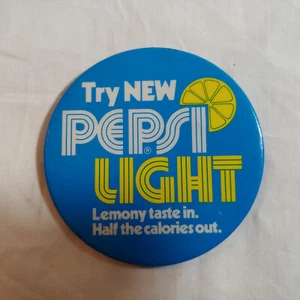 Try NEW
PEPSI®
LIGHT
Lemony taste in.
Half the calories out.